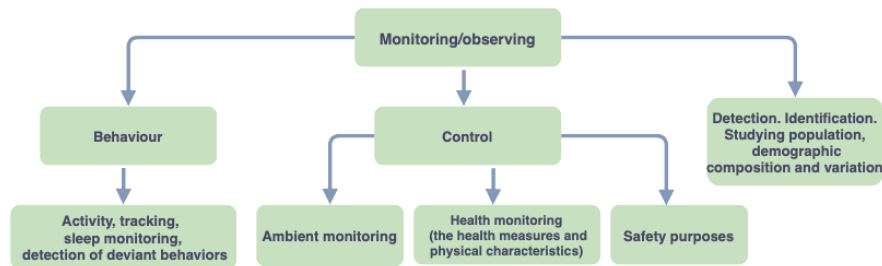 Monitoring/observing
Behaviour
Control
Detection. Identification.
Studying population,
demographic
composition and variation
Activity, tracking,
sleep monitoring,
detection of deviant behaviors
Ambient monitoring
Health monitoring
(the health measures and
physical characteristics)
Safety purposes